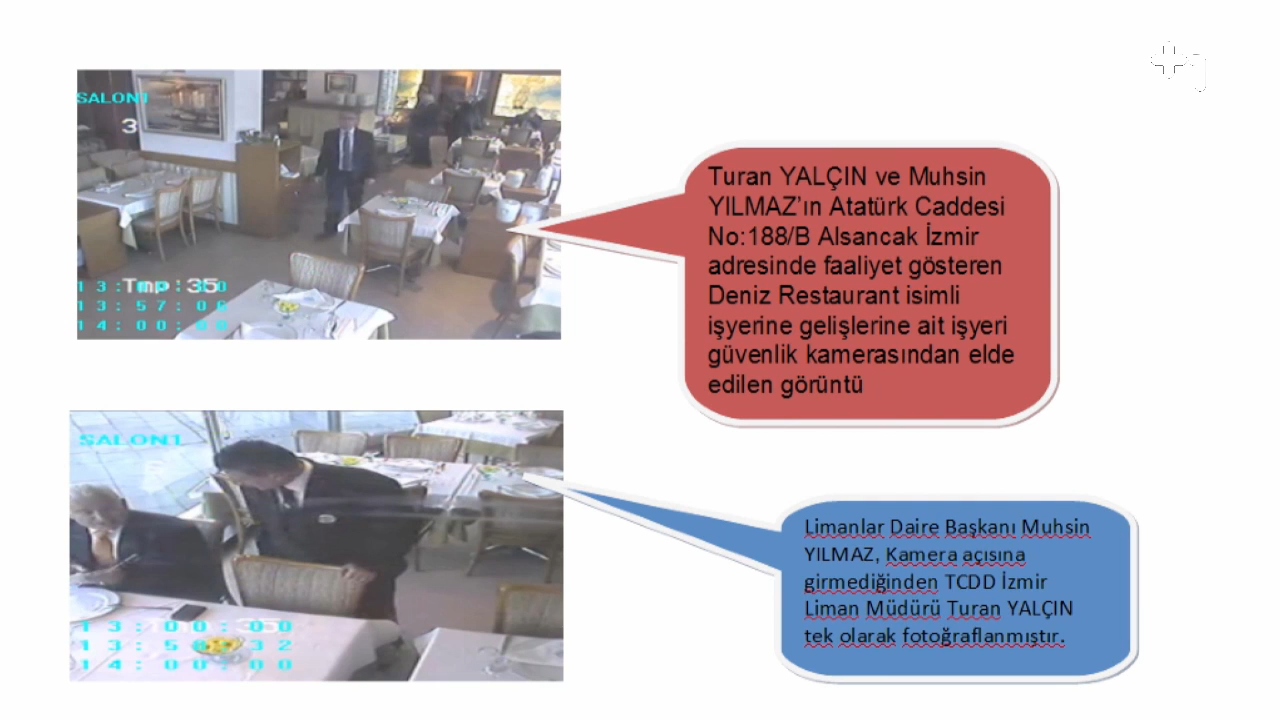 SALON1
Tmp 35
13:57:06
14:00:00
Turan YALÇIN ve Muhsin
YILMAZ’ın Atatürk Caddesi
No:188/B Alsancak İzmir
adresinde faaliyet gösteren
Deniz Restaurant isimli
işyerine gelişlerine ait işyeri
güvenlik kamerasından elde
edilen görüntü
SALON1
13:00:00
14:00:00
Limanlar Daire Başkanı Muhsin
YILMAZ, Kamera açısına
girmediğinden TCDD İzmir
Liman Müdürü Turan YALÇIN
tek olarak fotoğraflanmıştır.